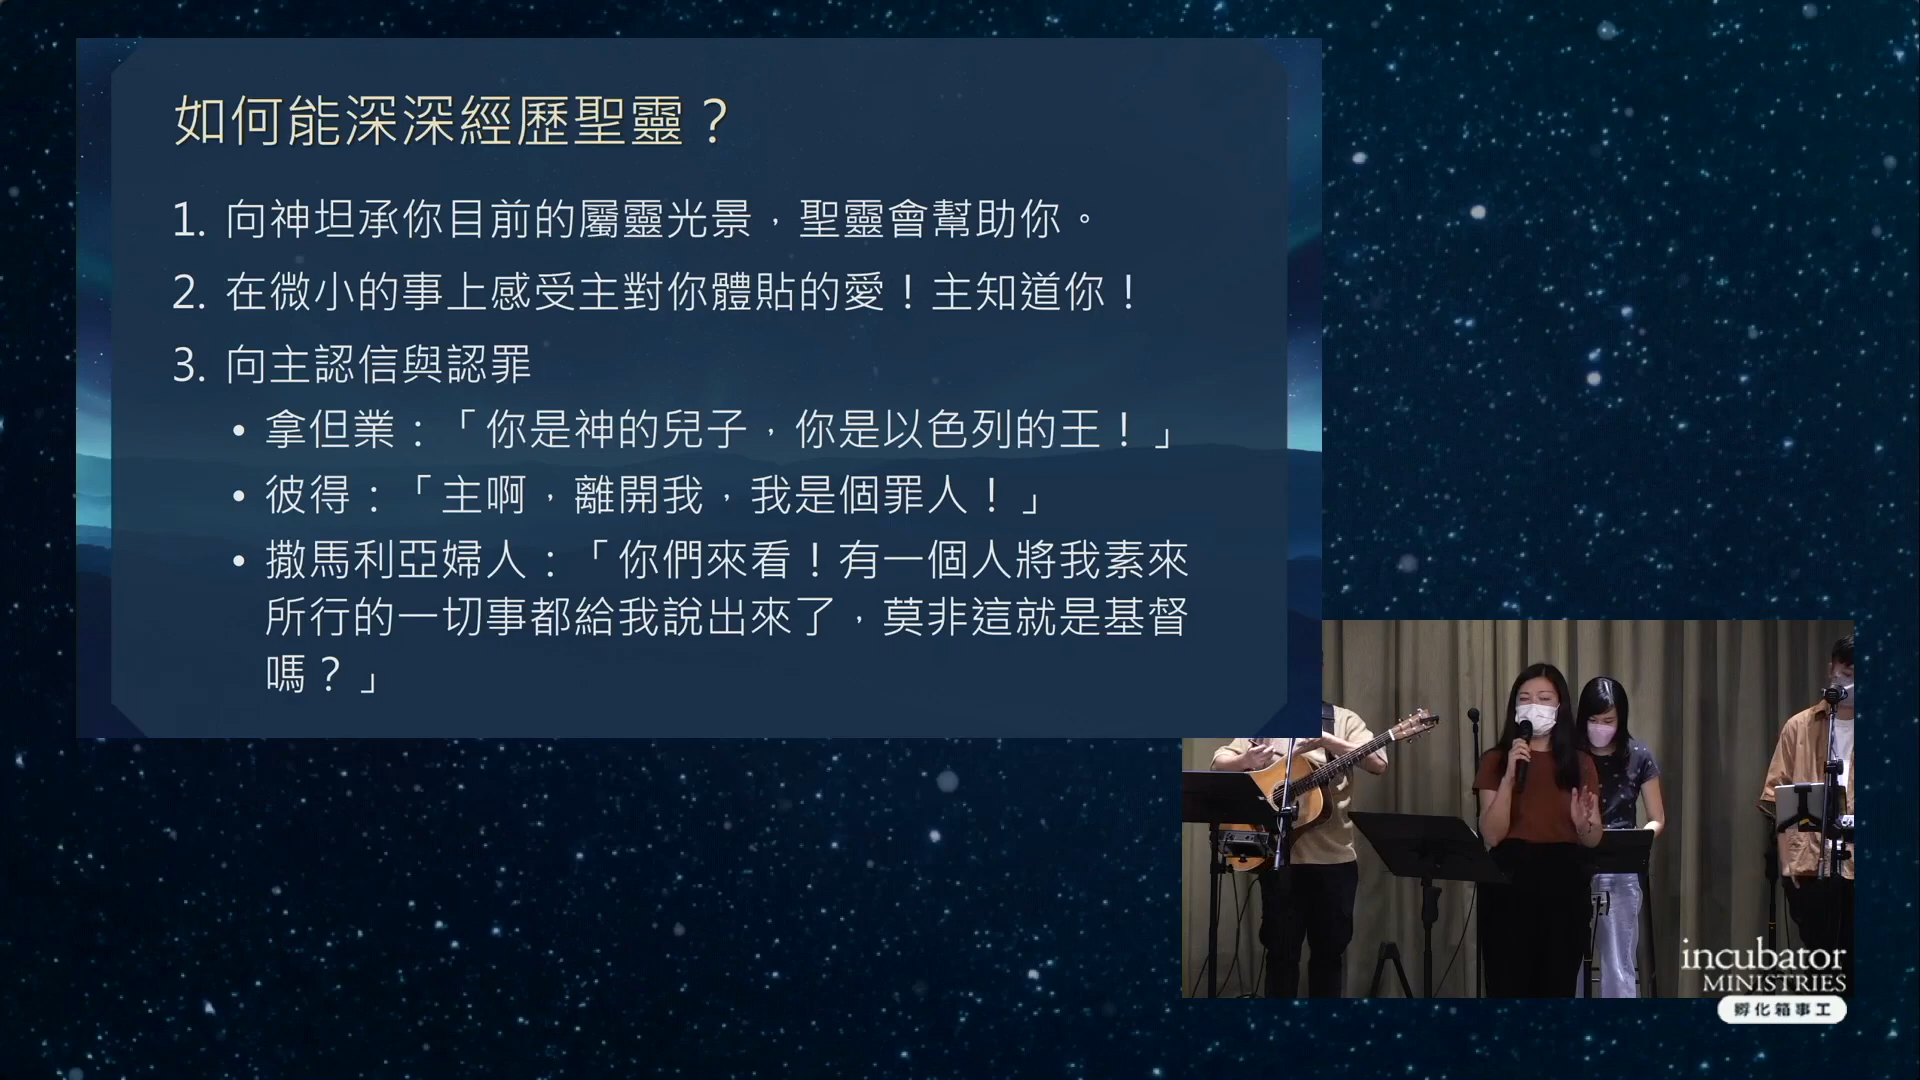 如何能深深經歷聖靈？
1. 向神坦承你目前的屬靈光景，聖靈會幫助你。
2. 在微小的事上感受主對你體貼的愛！主知道你！
3. 向主認信與認罪
• 拿但業：「你是神的兒子，你是以色列的王！」
• 彼得：「主啊，離開我，我是個罪人！」
• 撒馬利亞婦人：「你們來看！有一個人將我素來
所行的一切事都給我說出來了，莫非這就是基督
嗎？」
incubator
MINISTRIES
孵化箱事工